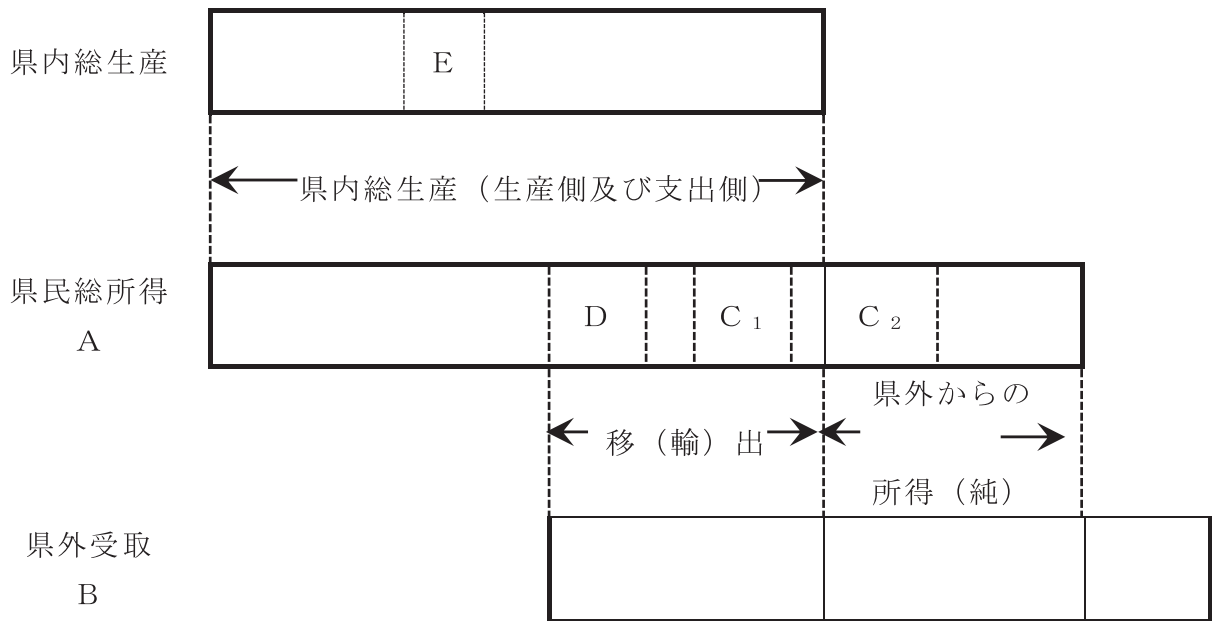 県内総生産
E
県内総生産（生産側及び支出側）
県民総所得
A
D
C₁
C₂
移（輸）出
県外からの
所得（純）
県外受取
B